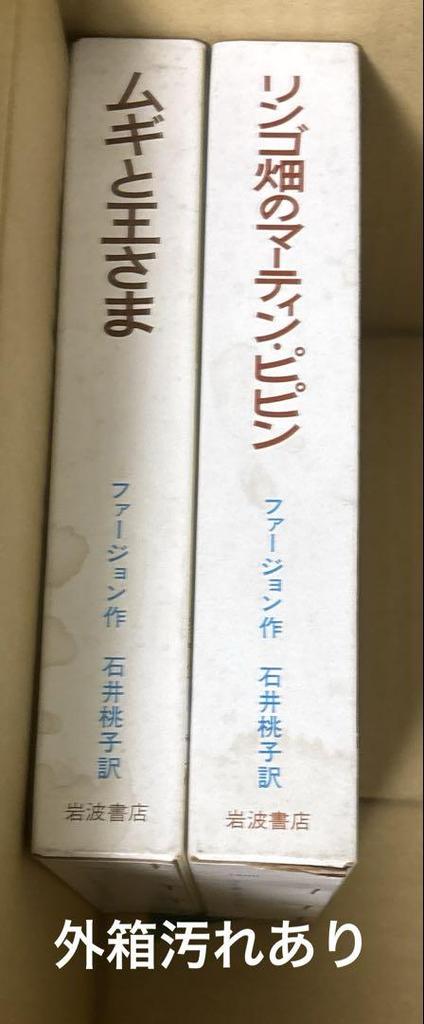 リンゴ畑のマーティン・ピピン
ファージョン作 石井桃子訳
岩波書店
ムギと王さま
ファージョン作 石井桃子訳
岩波書店
外箱汚れあり